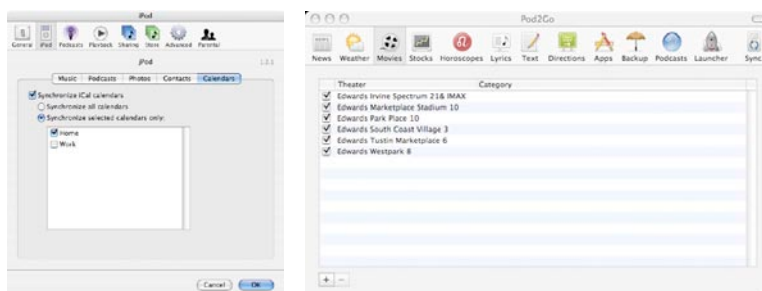 iPod
General iPod Podcasts Playback Sharing Store Advanced Parental
iPod
Music Podcasts Photos Contacts Calendars
Synchronize iCal calendars
Synchronize all calendars
Synchronize selected calendars only:
Home
Work
Cancel OK
Pod2Go
News Weather Movies Stocks Horoscopes Lyrics Text Directions Apps Backup Podcasts Launcher Sync
Theater Category
Edwards Irvine Spectrum 21& IMAX
Edwards Marketplace Stadium 10
Edwards Park Place 10
Edwards South Coast Village 3
Edwards Tustin Marketplace 6
Edwards Westpark 8